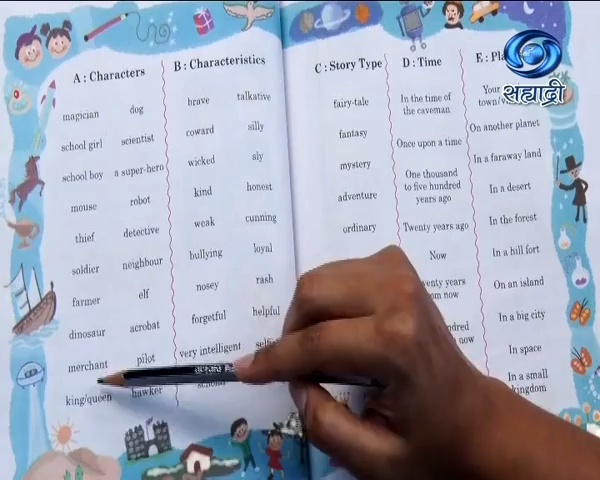 A : Characters
magician dog
school girl scientist
school boy a super-hero
mouse robot
thief detective
soldier neighbour
farmer elf
dinosaur acrobat
merchant pilot
king/queen hawker
B : Characteristics
brave talkative
coward silly
wicked sly
kind honest
weak cunning
bullying loyal
nosey rash
forgetful helpful
very intelligent
C : Story Type
fairy-tale
fantasy
mystery
adventure
ordinary
D : Time
In the time of
the caveman
Once upon a time
One thousand
to five hundred
years ago
Twenty years ago
Now
years
from now
now
E :
Your
On another planet
In a faraway land
In a desert
In the forest
In a hill fort
On an island
In a big city
In space
In a small
kingdom
सह्याद्री